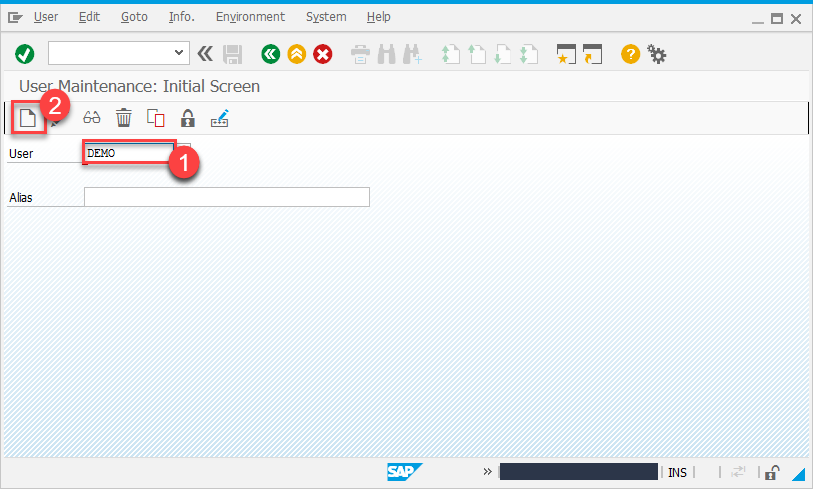 User Edit Goto Info. Environment System Help
User Maintenance: Initial Screen
2
User DEMO
1
Alias
SAP INS